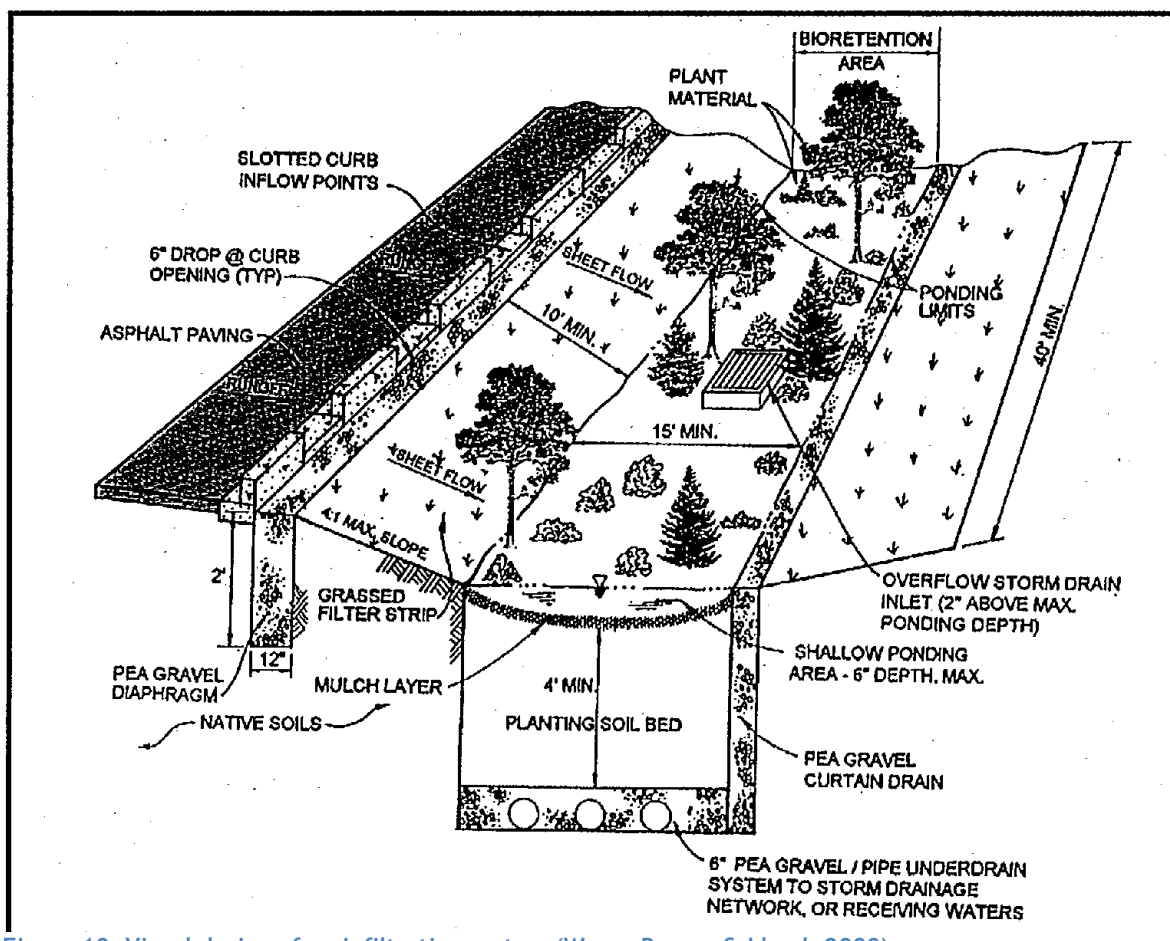 BIORETENTION
AREA
PLANT
MATERIAL
SLOTTED CURB
INFLOW POINTS
6" DROP @ CURB
OPENING (TYP)
ASPHALT PAVING
RUNOFF
RUNOFF
SHEET FLOW
10' MIN.
PONDING
LIMITS
40' MIN.
15' MIN.
SHEET FLOW
4:1 MAX. SLOPE
2'
GRASSED
FILTER STRIP
OVERFLOW STORM DRAIN
INLET (2" ABOVE MAX.
PONDING DEPTH)
12"
PEA GRAVEL
DIAPHRAGM
MULCH LAYER
4' MIN
SHALLOW PONDING
AREA - 6" DEPTH. MAX.
NATIVE SOILS
PLANTING SOIL BED
PEA GRAVEL
CURTAIN DRAIN
6" PEA GRAVEL / PIPE UNDERDRAIN
SYSTEM TO STORM DRAINAGE
NETWORK, OR RECEIVING WATERS